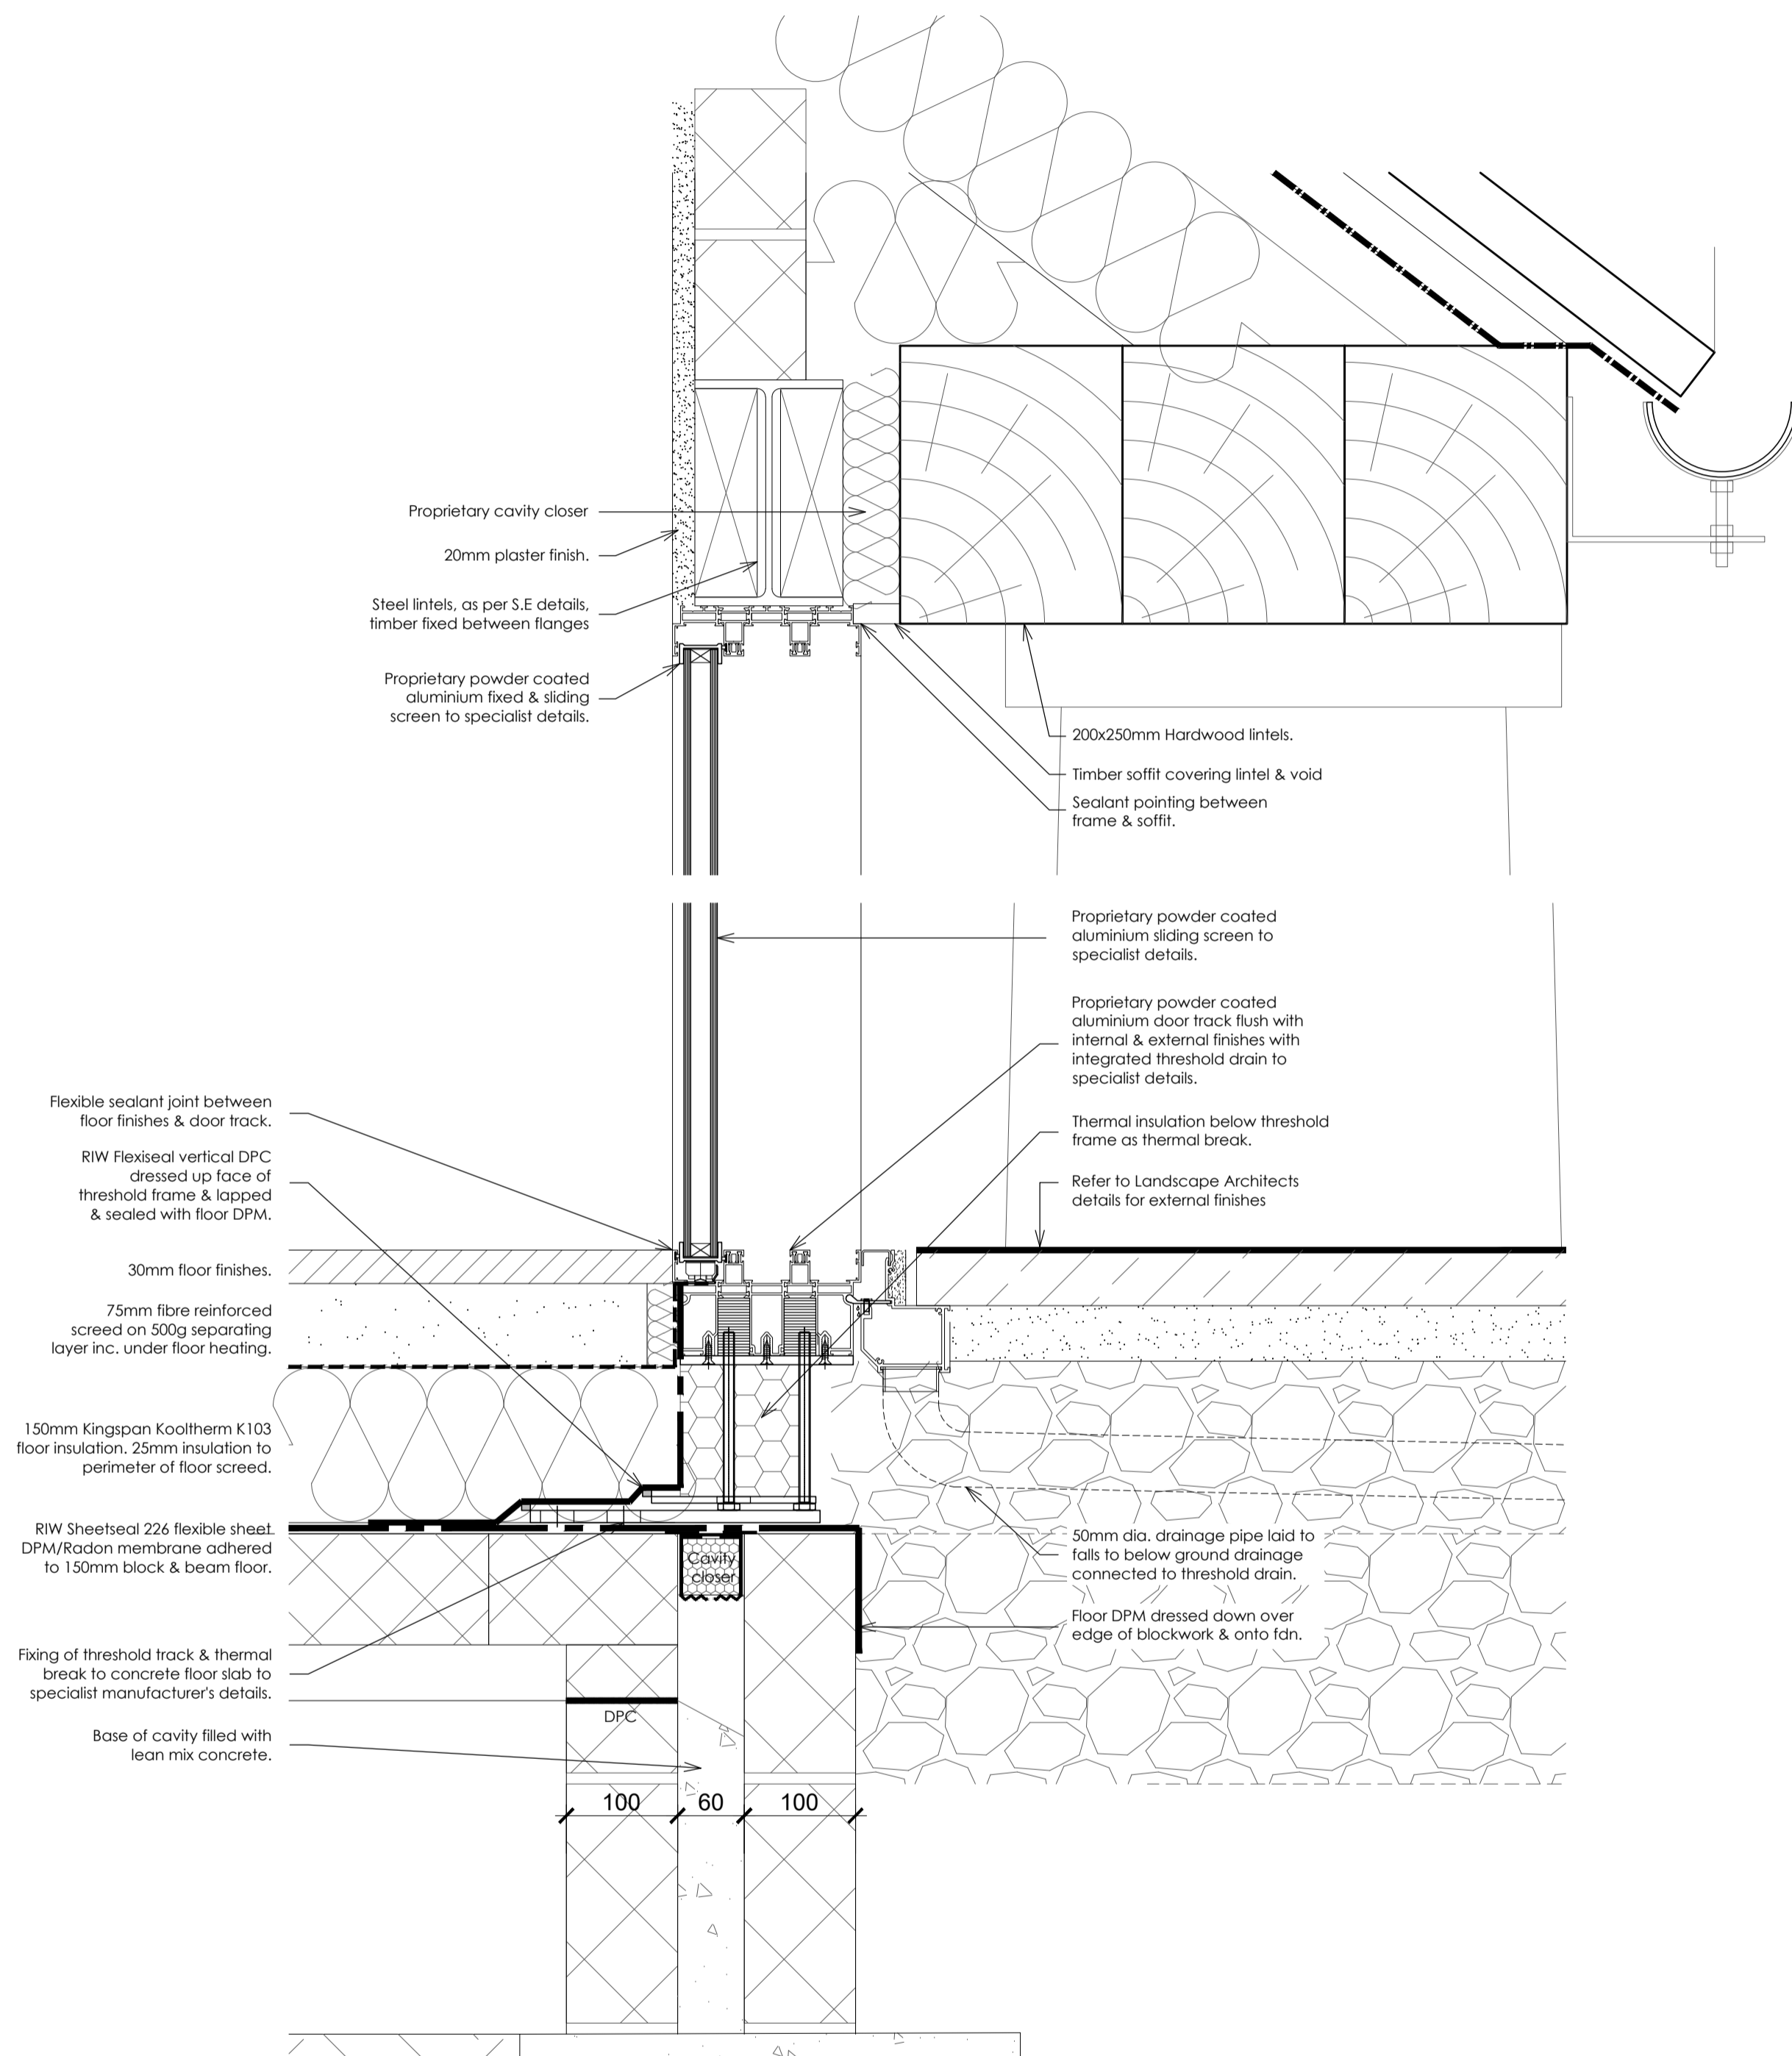 Proprietary cavity closer
20mm plaster finish.
Steel lintels, as per S.E details,
timber fixed between flanges
Proprietary powder coated
aluminium fixed & sliding
screen to specialist details.
200x250mm Hardwood lintels.
Timber soffit covering lintel & void
Sealant pointing between
frame & soffit.
Proprietary powder coated
aluminium sliding screen to
specialist details.
Proprietary powder coated
aluminium door track flush with
internal & external finishes with
integrated threshold drain to
specialist details.
Thermal insulation below threshold
frame as thermal break.
Refer to Landscape Architects
details for external finishes
Flexible sealant joint between
floor finishes & door track.
RIW Flexiseal vertical DPC
dressed up face of
threshold frame & lapped
& sealed with floor DPM.
30mm floor finishes.
75mm fibre reinforced
screed on 500g separating
layer inc. under floor heating.
150mm Kingspan Kooltherm K103
floor insulation. 25mm insulation to
perimeter of floor screed.
RIW Sheetseal 226 flexible sheet
DPM/Radon membrane adhered
to 150mm block & beam floor.
Cavity
closer
50mm dia. drainage pipe laid to
falls to below ground drainage
connected to threshold drain.
Floor DPM dressed down over
edge of blockwork & onto fdn.
Fixing of threshold track & thermal
break to concrete floor slab to
specialist manufacturer's details.
DPC
Base of cavity filled with
lean mix concrete.
100 60 100